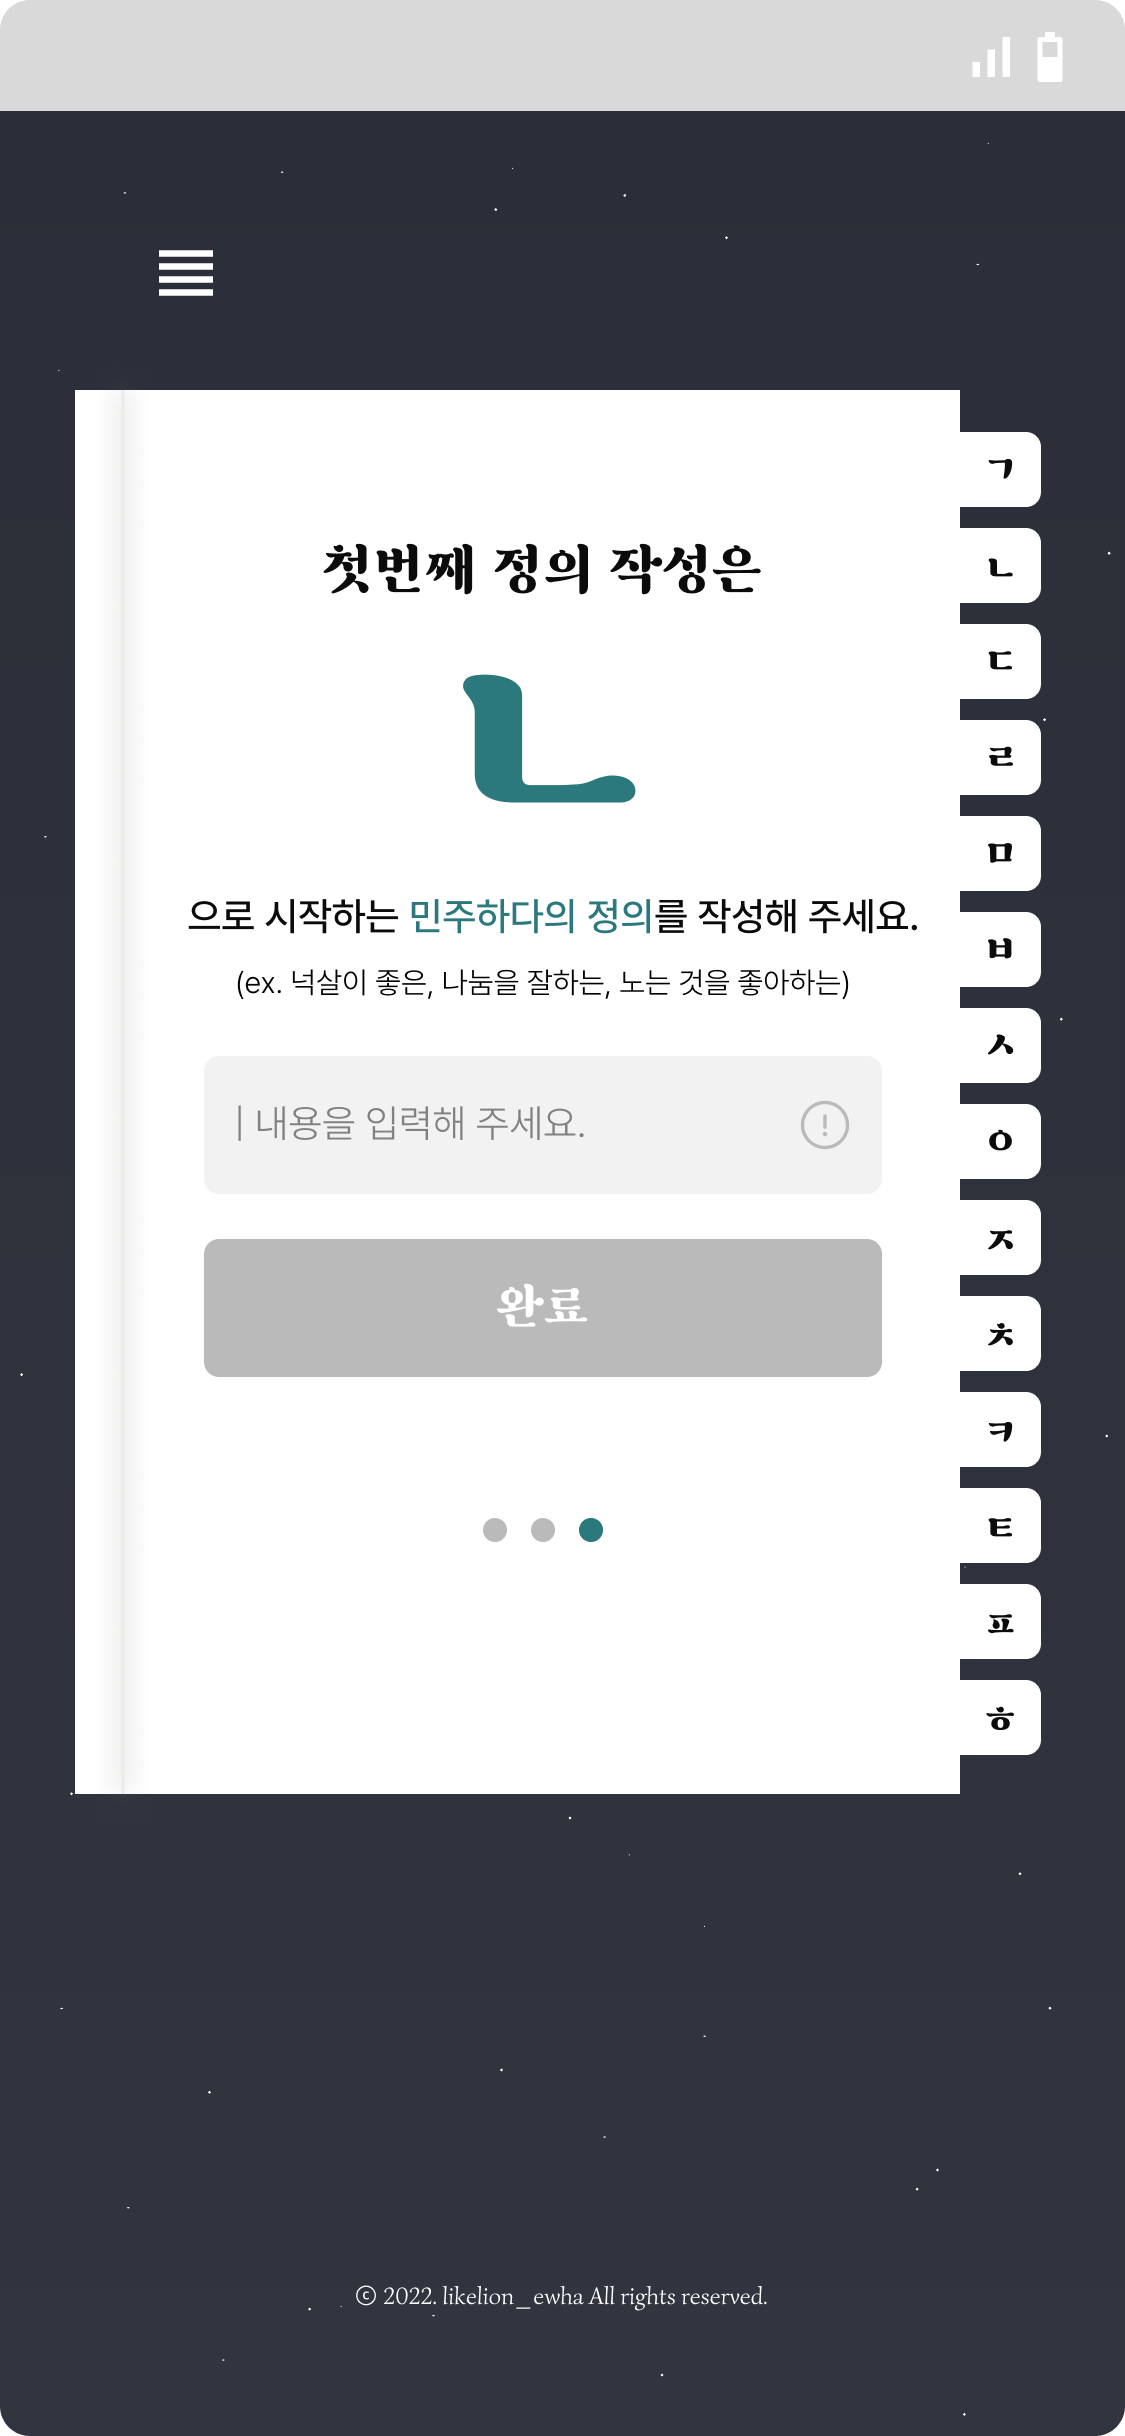 첫번째 정의 작성은
ㄴ
으로 시작하는 민주하다의 정의를 작성해 주세요.
(ex. 넉살이 좋은, 나눔을 잘하는, 노는 것을 좋아하는)
| 내용을 입력해 주세요.
완료
ㄱ
ㄴ
ㄷ
ㄹ
ㅁ
ㅂ
ㅅ
ㅇ
ㅈ
ㅊ
ㅋ
ㅌ
ㅍ
ㅎ
© 2022. likelion_ewha All rights reserved.